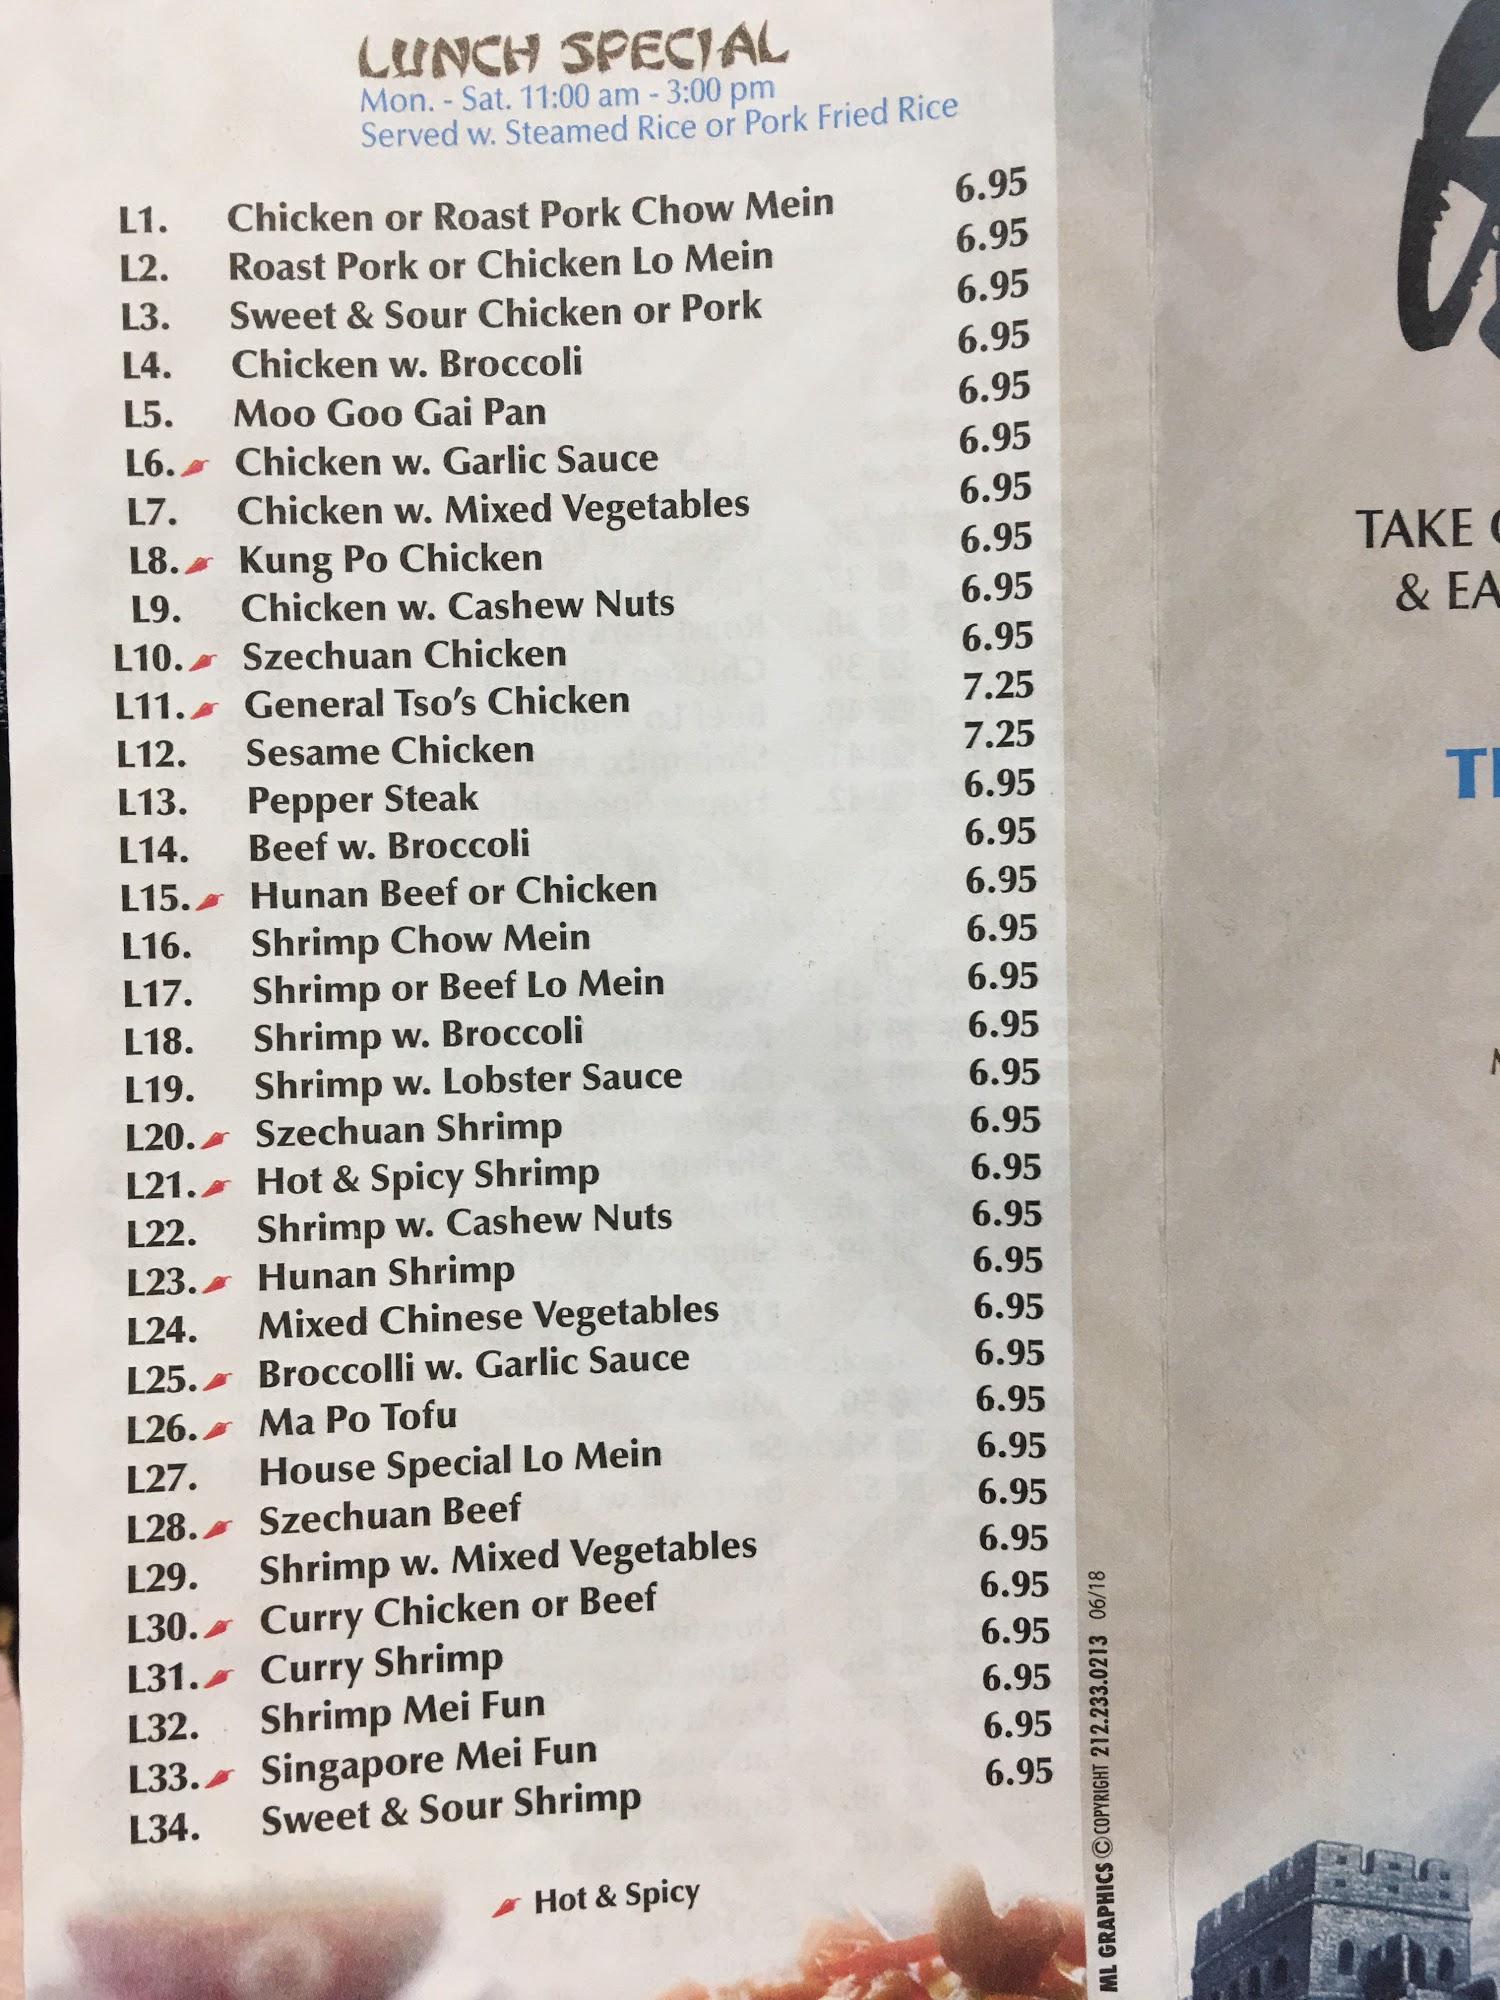 LUNCH SPECIAL
Mon. - Sat. 11:00 am - 3:00 pm
Served w. Steamed Rice or Pork Fried Rice
L1. Chicken or Roast Pork Chow Mein 6.95
L2. Roast Pork or Chicken Lo Mein 6.95
L3. Sweet & Sour Chicken or Pork 6.95
L4. Chicken w. Broccoli 6.95
L5. Moo Goo Gai Pan 6.95
L6. Chicken w. Garlic Sauce 6.95
L7. Chicken w. Mixed Vegetables 6.95
L8. Kung Po Chicken 6.95
L9. Chicken w. Cashew Nuts 6.95
L10. Szechuan Chicken 6.95
L11. General Tso's Chicken 7.25
L12. Sesame Chicken 7.25
L13. Pepper Steak 6.95
L14. Beef w. Broccoli 6.95
L15. Hunan Beef or Chicken 6.95
L16. Shrimp Chow Mein 6.95
L17. Shrimp or Beef Lo Mein 6.95
L18. Shrimp w. Broccoli 6.95
L19. Shrimp w. Lobster Sauce 6.95
L20. Szechuan Shrimp 6.95
L21. Hot & Spicy Shrimp 6.95
L22. Shrimp w. Cashew Nuts 6.95
L23. Hunan Shrimp 6.95
L24. Mixed Chinese Vegetables 6.95
L25. Broccolli w. Garlic Sauce 6.95
L26. Ma Po Tofu 6.95
L27. House Special Lo Mein 6.95
L28. Szechuan Beef 6.95
L29. Shrimp w. Mixed Vegetables 6.95
L30. Curry Chicken or Beef 6.95
L31. Curry Shrimp 6.95
L32. Shrimp Mei Fun 6.95
L33. Singapore Mei Fun 6.95
L34. Sweet & Sour Shrimp 6.95
Hot & Spicy
ML GRAPHICS © COPYRIGHT 212.233.0213 06/18
TAKE
&